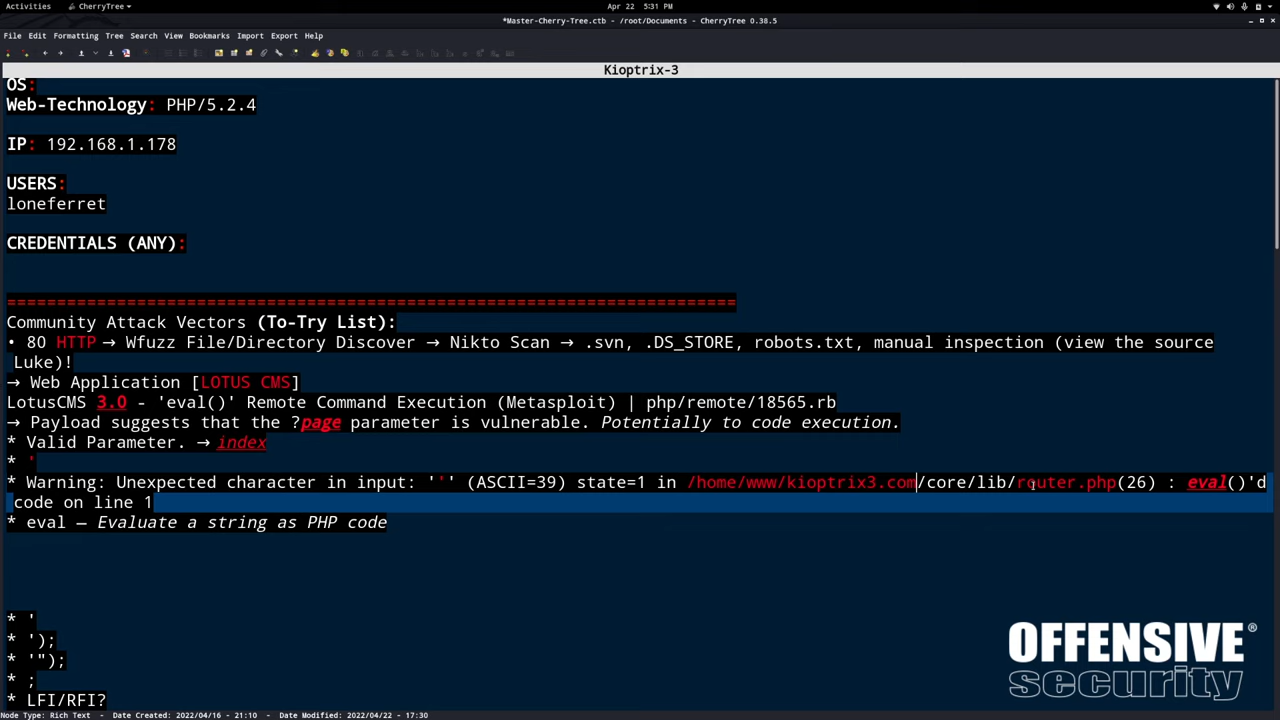 Activities CherryTree Apr 22 5:31 PM
*Master-Cherry-Tree.ctb - /root/Documents - CherryTree 0.38.5
File Edit Formatting Tree Search View Bookmarks Import Export Help
Kioptrix-3
OS:
Web-Technology: PHP/5.2.4
IP: 192.168.1.178
USERS:
loneferret
CREDENTIALS (ANY):
=========================================================================
Community Attack Vectors (To-Try List):
• 80 HTTP → Wfuzz File/Directory Discover → Nikto Scan → .svn, .DS_STORE, robots.txt, manual inspection (view the source
Luke)!
→ Web Application [LOTUS CMS]
LotusCMS 3.0 - 'eval()' Remote Command Execution (Metasploit) | php/remote/18565.rb
→ Payload suggests that the ?page parameter is vulnerable. Potentially to code execution.
* Valid Parameter. → index
* '
* Warning: Unexpected character in input: ''' (ASCII=39) state=1 in /home/www/kioptrix3.com/core/lib/router.php(26) : eval()'d
code on line 1
* eval — Evaluate a string as PHP code
* '
* ');
* '");
* ;
* LFI/RFI?
OFFENSIVE®
security
Node Type: Rich Text - Date Created: 2022/04/16 - 21:10 - Date Modified: 2022/04/22 - 17:30